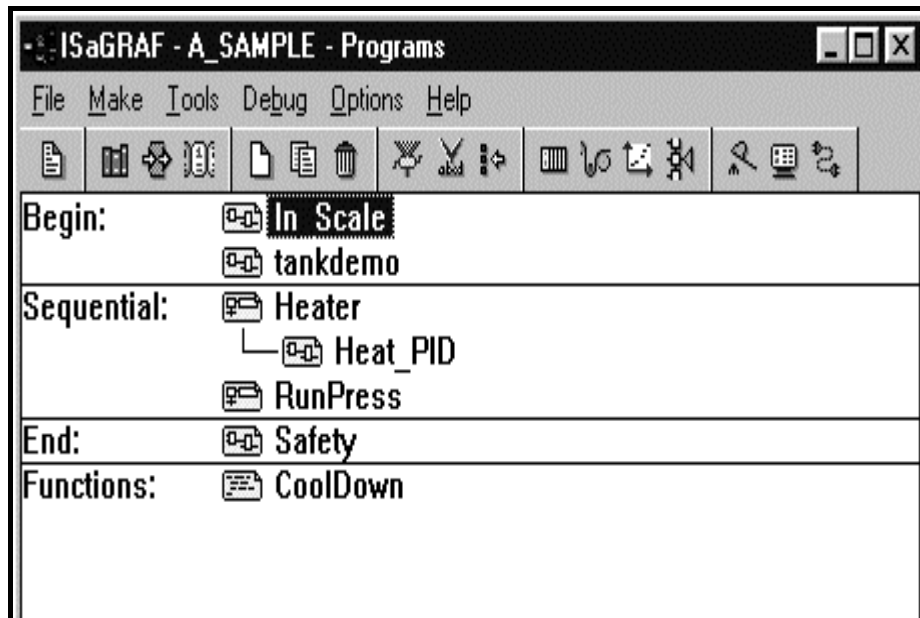 ISaGRAF - A_SAMPLE - Programs
File Make Tools Debug Options Help
Begin: In_Scale
tankdemo
Sequential: Heater
Heat_PID
RunPress
End: Safety
Functions: CoolDown